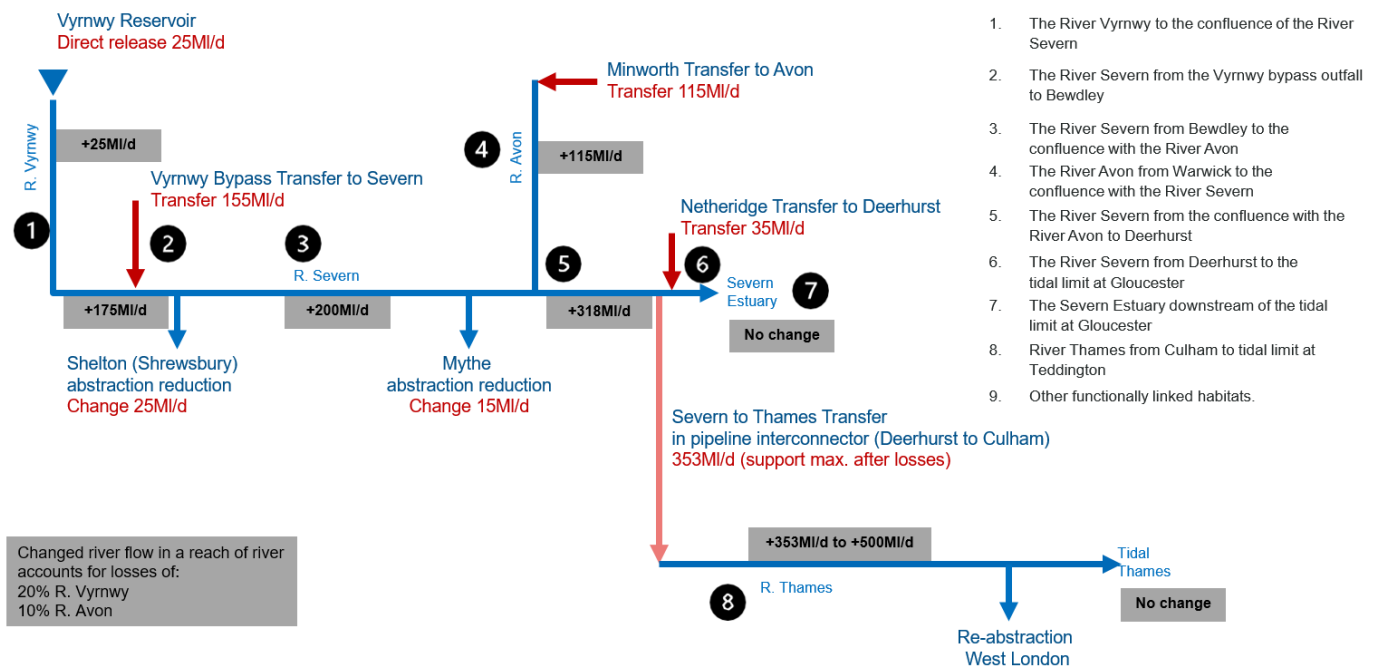 Vyrnwy Reservoir
Direct release 25Ml/d
R. Vyrnwy
+25Ml/d
1
Vyrnwy Bypass Transfer to Severn
Transfer 155Ml/d
2
3
R. Severn
+175Ml/d
+200Ml/d
Shelton (Shrewsbury)
abstraction reduction
Change 25Ml/d
Mythe
abstraction reduction
Change 15Ml/d
Minworth Transfer to Avon
Transfer 115Ml/d
4
R. Avon
+115Ml/d
5
+318Ml/d
Netheridge Transfer to Deerhurst
Transfer 35Ml/d
6
Severn
Estuary
7
No change
Severn to Thames Transfer
in pipeline interconnector (Deerhurst to Culham)
353Ml/d (support max. after losses)
+353Ml/d to +500Ml/d
8
R. Thames
Tidal
Thames
No change
Re-abstraction
West London
Changed river flow in a reach of river
accounts for losses of:
20% R. Vyrnwy
10% R. Avon
1. The River Vyrnwy to the confluence of the River
Severn
2. The River Severn from the Vyrnwy bypass outfall
to Bewdley
3. The River Severn from Bewdley to the
confluence with the River Avon
4. The River Avon from Warwick to the
confluence with the River Severn
5. The River Severn from the confluence with the
River Avon to Deerhurst
6. The River Severn from Deerhurst to the
tidal limit at Gloucester
7. The Severn Estuary downstream of the tidal
limit at Gloucester
8. River Thames from Culham to tidal limit at
Teddington
9. Other functionally linked habitats.